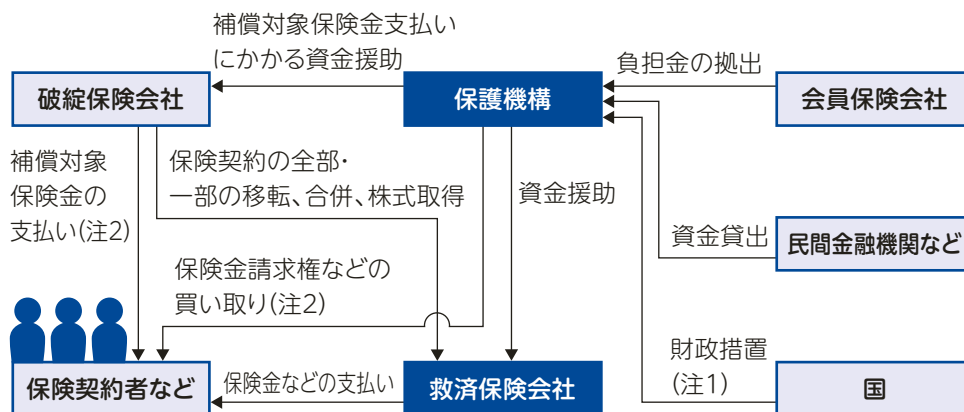 補償対象保険金支払い
にかかる資金援助
負担金の拠出
破綻保険会社
保護機構
会員保険会社
補償対象
保険金の
支払い(注2)
保険契約の全部・
一部の移転、合併、株式取得
資金援助
資金貸出
民間金融機関など
保険金請求権などの
買い取り(注2)
財政措置
(注1)
保険契約者など
保険金などの支払い
救済保険会社
国